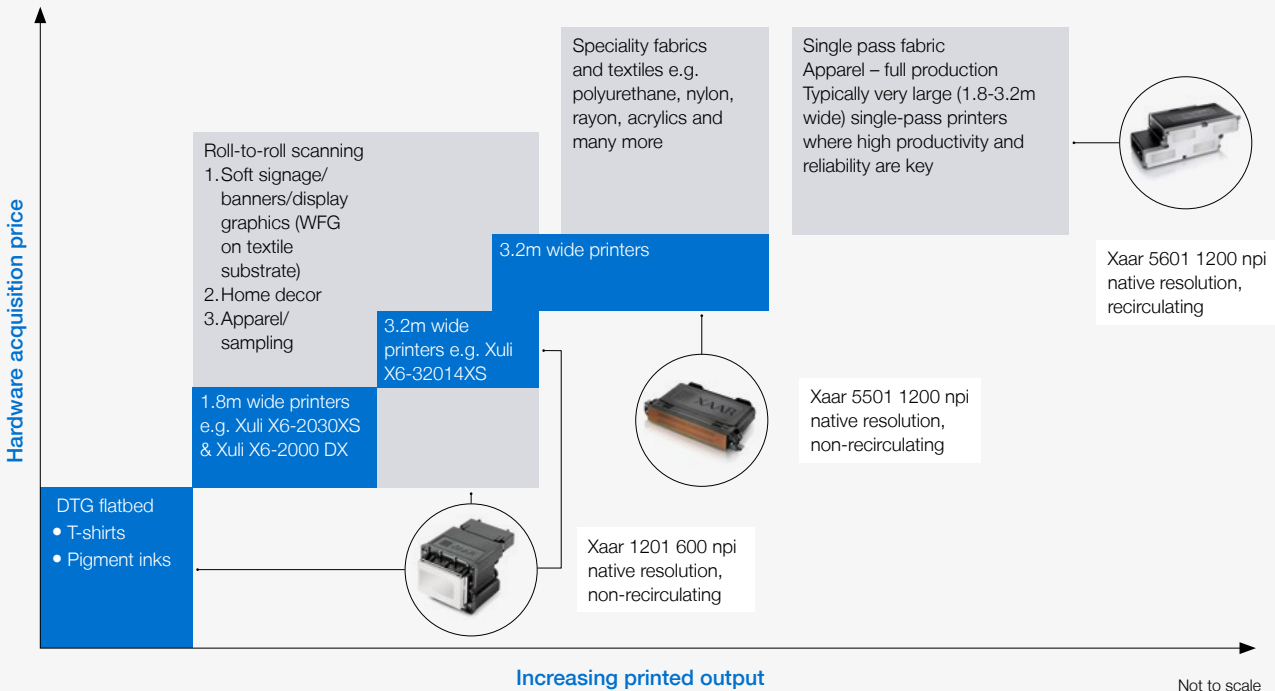 Hardware acquisition price
Speciality fabrics
and textiles e.g.
polyurethane, nylon,
rayon, acrylics and
many more
Single pass fabric
Apparel – full production
Typically very large (1.8-3.2m
wide) single-pass printers
where high productivity and
reliability are key
Roll-to-roll scanning
1. Soft signage/
banners/display
graphics (WFG
on textile
substrate)
2. Home decor
3. Apparel/
sampling
3.2m wide printers
Xaar 5601 1200 npi
native resolution,
recirculating
3.2m wide
printers e.g. Xuli
X6-32014XS
1.8m wide printers
e.g. Xuli X6-2030XS
& Xuli X6-2000 DX
XAAR
Xaar 5501 1200 npi
native resolution,
non-recirculating
DTG flatbed
• T-shirts
• Pigment inks
Xaar 1201 600 npi
native resolution,
non-recirculating
Increasing printed output
Not to scale